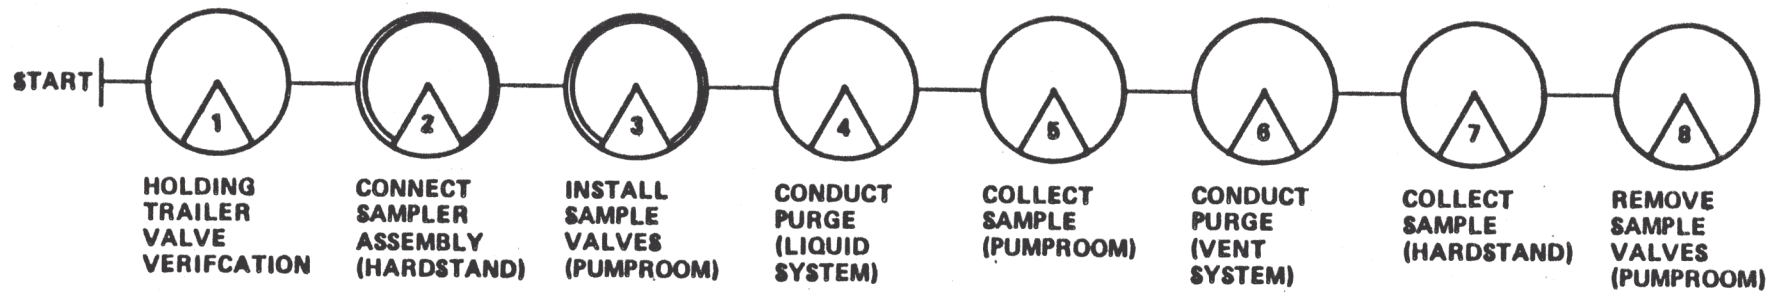 START
1
2
3
4
5
6
7
8
HOLDING
TRAILER
VALVE
VERIFCATION
CONNECT
SAMPLER
ASSEMBLY
(HARDSTAND)
INSTALL
SAMPLE
VALVES
(PUMPROOM)
CONDUCT
PURGE
(LIQUID
SYSTEM)
COLLECT
SAMPLE
(PUMPROOM)
CONDUCT
PURGE
(VENT
SYSTEM)
COLLECT
SAMPLE
(HARDSTAND)
REMOVE
SAMPLE
VALVES
(PUMPROOM)